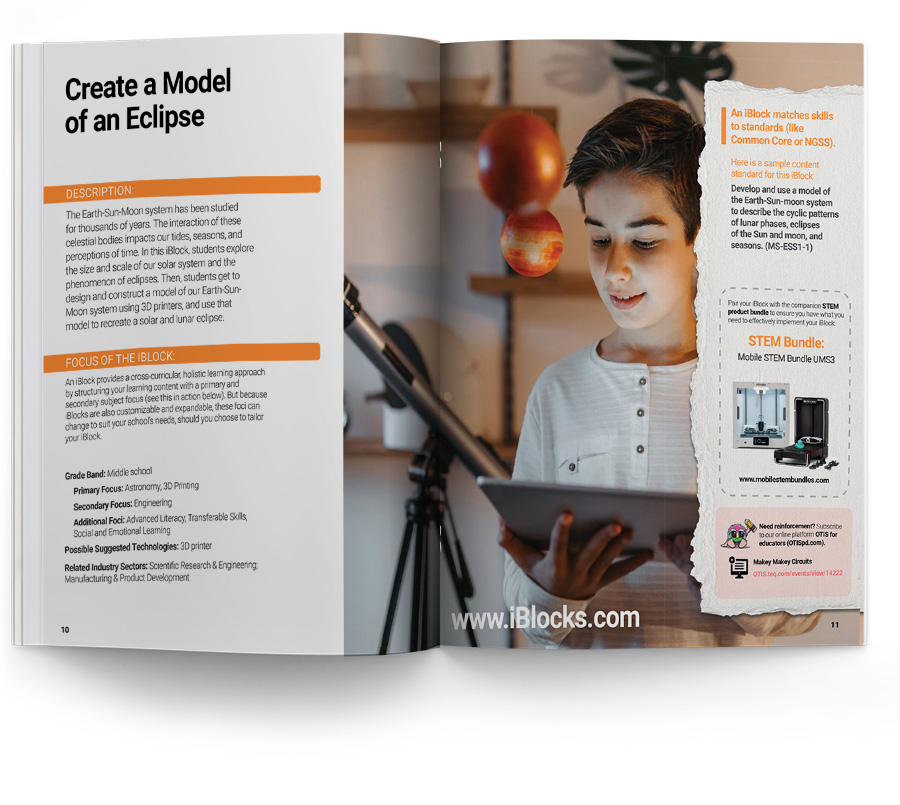 Create a Model
of an Eclipse
DESCRIPTION:
The Earth-Sun-Moon system has been studied
for thousands of years. The interaction of these
celestial bodies impacts our tides, seasons, and
perceptions of time. In this iBlock, students explore
the size and scale of our solar system and the
phenomenon of eclipses. Then, students get to
design and construct a model of our Earth-Sun-
Moon system using 3D printers, and use that
model to recreate a solar and lunar eclipse.
FOCUS OF THE iBLOCK:
An iBlock provides a cross-curricular, holistic learning approach
by structuring your learning content with a primary and
secondary subject focus (see this in action below). But because
iBlocks are also customizable and expandable, these foci can
change to suit your school's needs, should you choose to tailor
your iBlock.
Grade Band: Middle school
Primary Focus: Astronomy, 3D Printing
Secondary Focus: Engineering
Additional Foci: Advanced Literacy, Transferable Skills,
Social and Emotional Learning
Possible Suggested Technologies: 3D printer
Related Industry Sectors: Scientific Research & Engineering;
Manufacturing & Product Development
10
An iBlock matches skills
to standards (like
Common Core or NGSS).
Here is a sample content
standard for this iBlock:
Develop and use a model of
the Earth-Sun-moon system
to describe the cyclic patterns
of lunar phases, eclipses
of the Sun and moon, and
seasons. (MS-ESS1-1)
Pair your iBlock with the companion STEM
product bundle to ensure you have what you
need to effectively implement your iBlock:
STEM Bundle:
Mobile STEM Bundle UMS3
www.mobilestembundles.com
Need reinforcement? Subscribe
to our online platform OTIS for
educators (OTISpd.com).
Makey Makey Circuits
OTIS.teq.com/events/view/14222
www.iBlocks.com
11